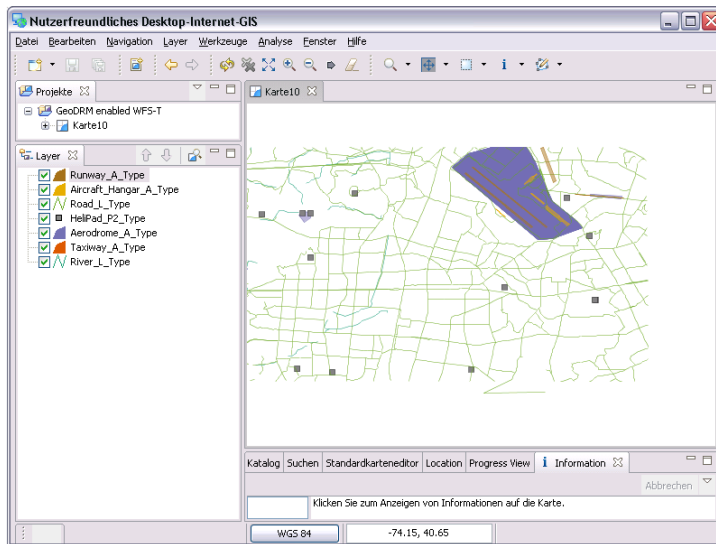 Nutzerfreundliches Desktop-Internet-GIS
Datei Bearbeiten Navigation Layer Werkzeuge Analyse Fenster Hilfe
Projekte
GeoDRM enabled WFS-T
Karte10
Layer
Runway_A_Type
Aircraft_Hangar_A_Type
Road_L_Type
HeliPad_P2_Type
Aerodrome_A_Type
Taxiway_A_Type
River_L_Type
Karte10
Katalog Suchen Standardkarteneditor Location Progress View Information
Abbrechen
Klicken Sie zum Anzeigen von Informationen auf die Karte.
WGS 84
-74.15, 40.65